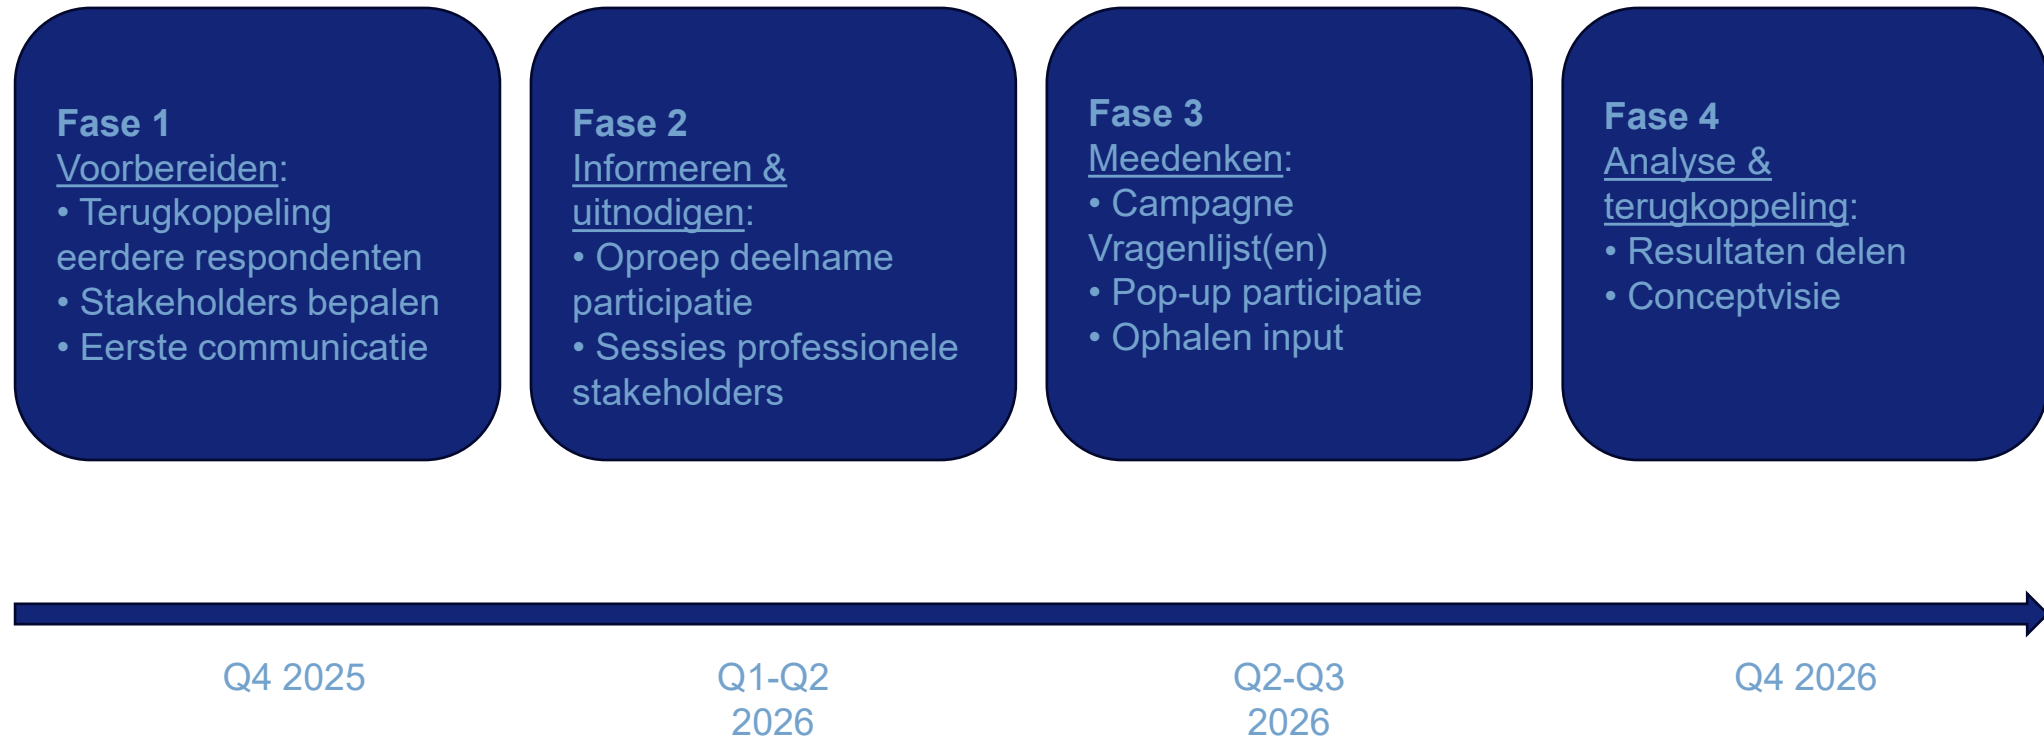 Fase 1
Voorbereiden:
• Terugkoppeling
eerdere respondenten
• Stakeholders bepalen
• Eerste communicatie
Fase 2
Informeren &
uitnodigen:
• Oproep deelname
participatie
• Sessies professionele
stakeholders
Fase 3
Meedenken:
• Campagne
Vragenlijst(en)
• Pop-up participatie
• Ophalen input
Fase 4
Analyse &
terugkoppeling:
• Resultaten delen
• Conceptvisie
Q4 2025
Q1-Q2
2026
Q2-Q3
2026
Q4 2026